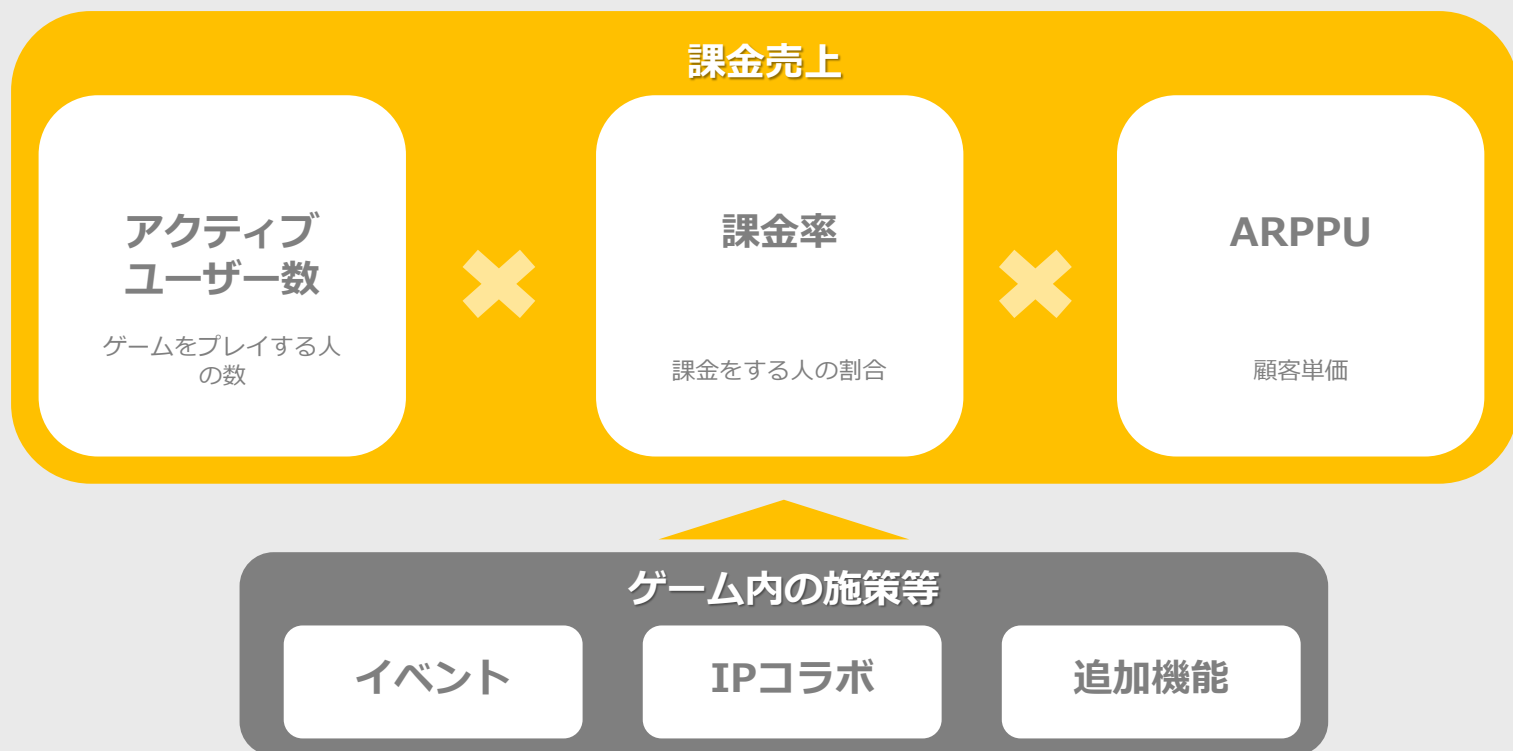 課金売上
アクティブ
ユーザー数
ゲームをプレイする人
の数
課金率
課金をする人の割合
ARPPU
顧客単価
ゲーム内の施策等
イベント
IPコラボ
追加機能